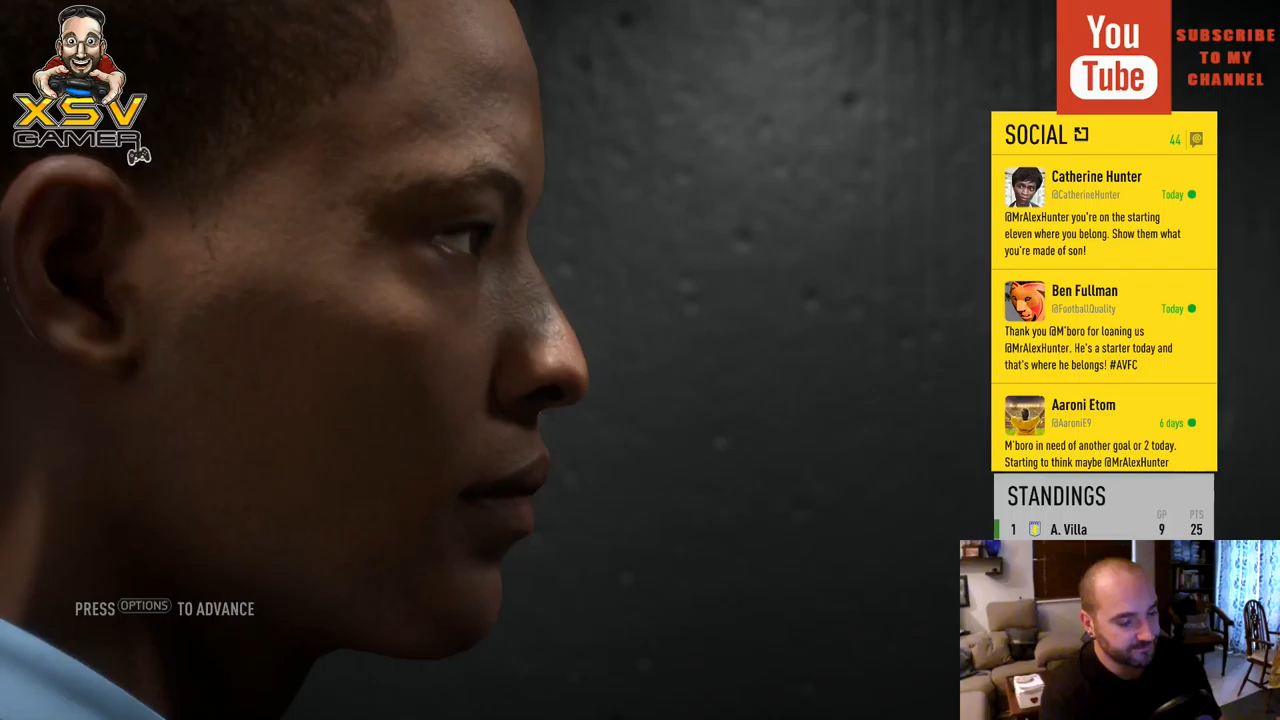 XSV
GAMER
You
Tube
SUBSCRIBE
TO MY
CHANNEL
SOCIAL
44
Catherine Hunter
@CatherineHunter
Today
@MrAlexHunter you're on the starting
eleven where you belong. Show them what
you're made of son!
Ben Fullman
@FootballQuality
Today
Thank you @M'boro for loaning us
@MrAlexHunter. He's a starter today and
that's where he belongs! #AVFC
Aaroni Etom
@AaroniE9
6 days
M'boro in need of another goal or 2 today.
Starting to think maybe @MrAlexHunter
STANDINGS
GP PTS
1 A. Villa 9 25
PRESS OPTIONS TO ADVANCE